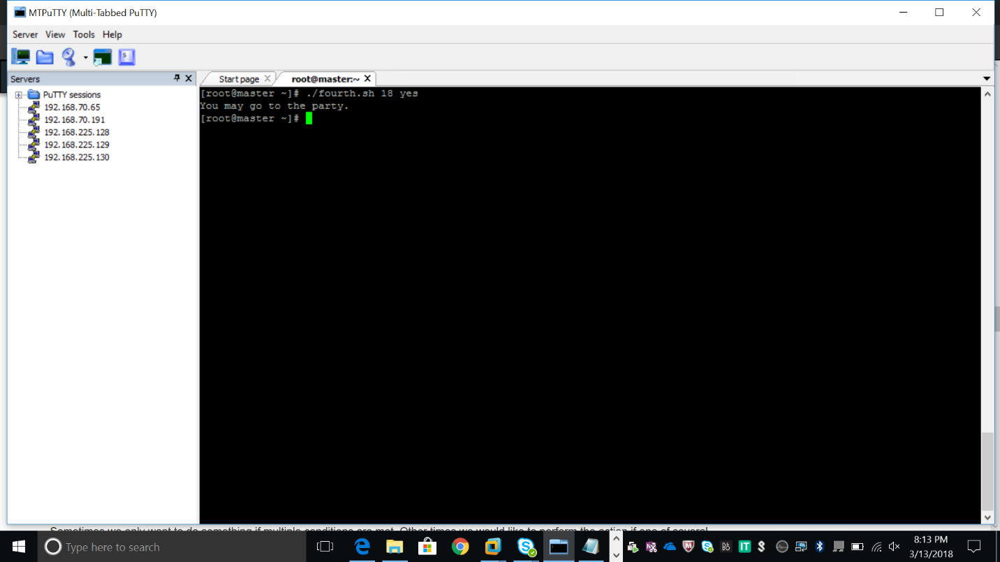 MTPuTTY (Multi-Tabbed PuTTY)
Server View Tools Help
Servers
Start page
root@master:~
PuTTY sessions
192.168.70.65
192.168.70.191
192.168.225.128
192.168.225.129
192.168.225.130
[root@master ~]# ./fourth.sh 18 yes
You may go to the party.
[root@master ~]#
Sometimes we only want to do something if multiple conditions are met. Other times we would like to perform the action if one of several
Type here to search
8:13 PM
3/13/2018